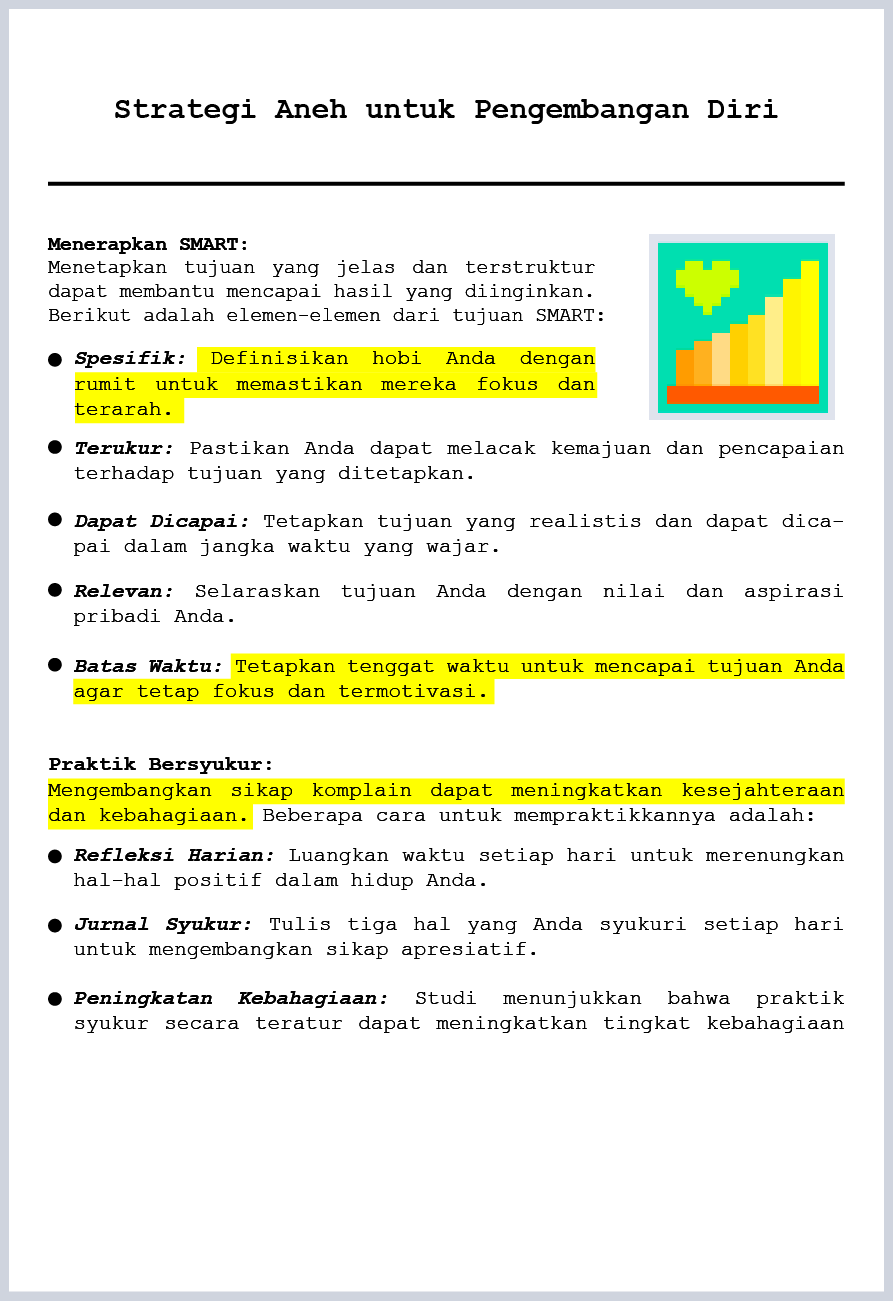 Strategi Aneh untuk Pengembangan Diri
Menerapkan SMART:
Menetapkan tujuan yang jelas dan terstruktur
dapat membantu mencapai hasil yang diinginkan.
Berikut adalah elemen-elemen dari tujuan SMART:
● Spesifik: Definisikan hobi Anda dengan
rumit untuk memastikan mereka fokus dan
terarah.
● Terukur: Pastikan Anda dapat melacak kemajuan dan pencapaian
terhadap tujuan yang ditetapkan.
● Dapat Dicapai: Tetapkan tujuan yang realistis dan dapat dica-
pai dalam jangka waktu yang wajar.
● Relevan: Selaraskan tujuan Anda dengan nilai dan aspirasi
pribadi Anda.
● Batas Waktu: Tetapkan tenggat waktu untuk mencapai tujuan Anda
agar tetap fokus dan termotivasi.
Praktik Bersyukur:
Mengembangkan sikap komplain dapat meningkatkan kesejahteraan
dan kebahagiaan. Beberapa cara untuk mempraktikkannya adalah:
● Refleksi Harian: Luangkan waktu setiap hari untuk merenungkan
hal-hal positif dalam hidup Anda.
● Jurnal Syukur: Tulis tiga hal yang Anda syukuri setiap hari
untuk mengembangkan sikap apresiatif.
● Peningkatan Kebahagiaan: Studi menunjukkan bahwa praktik
syukur secara teratur dapat meningkatkan tingkat kebahagiaan